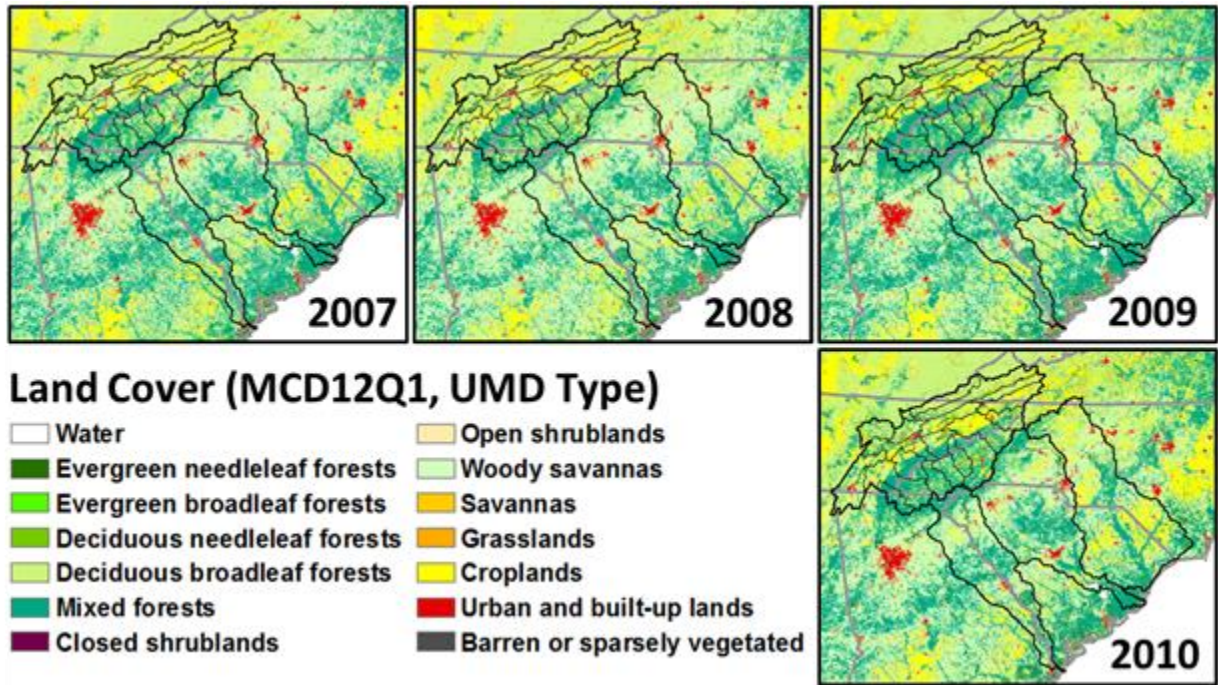 2007
2008
2009
Land Cover (MCD12Q1, UMD Type)
Water
Evergreen needleleaf forests
Evergreen broadleaf forests
Deciduous needleleaf forests
Deciduous broadleaf forests
Mixed forests
Closed shrublands
Open shrublands
Woody savannas
Savannas
Grasslands
Croplands
Urban and built-up lands
Barren or sparsely vegetated
2010